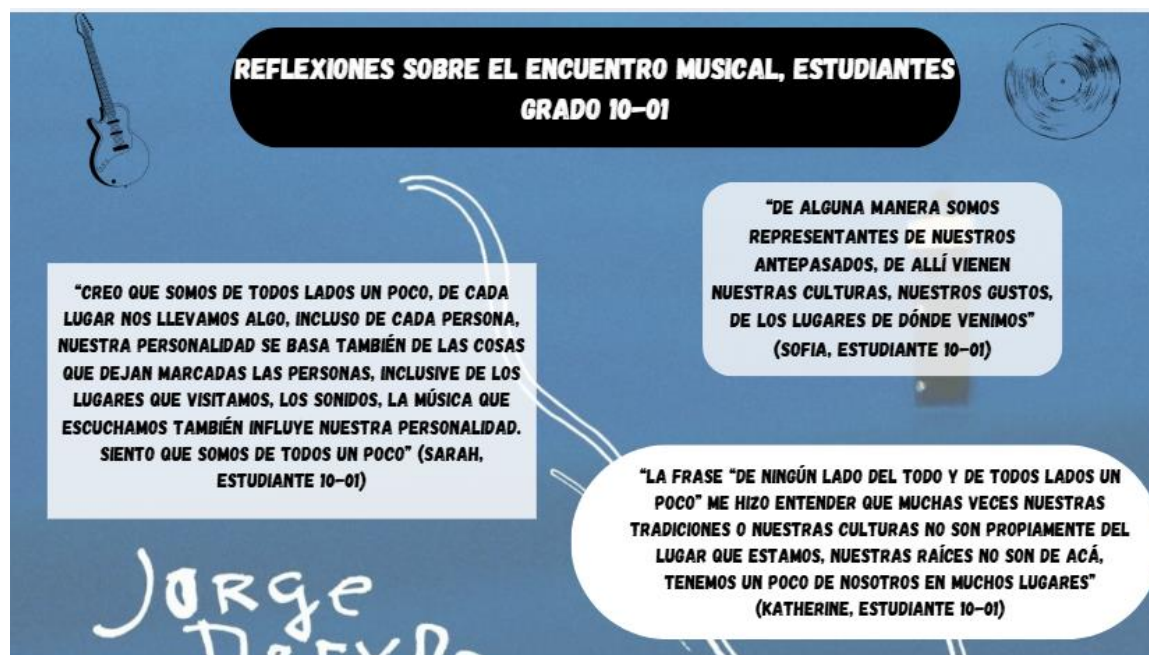 REFLEXIONES SOBRE EL ENCUENTRO MUSICAL, ESTUDIANTES
GRADO 10-01
"CREO QUE SOMOS DE TODOS LADOS UN POCO, DE CADA
LUGAR NOS LLEVAMOS ALGO, INCLUSO DE CADA PERSONA,
NUESTRA PERSONALIDAD SE BASA TAMBIÉN DE LAS COSAS
QUE DEJAN MARCADAS LAS PERSONAS, INCLUSIVE DE LOS
LUGARES QUE VISITAMOS, LOS SONIDOS, LA MÚSICA QUE
ESCUCHAMOS TAMBIÉN INFLUYE NUESTRA PERSONALIDAD.
SIENTO QUE SOMOS DE TODOS UN POCO" (SARAH,
ESTUDIANTE 10-01)
"DE ALGUNA MANERA SOMOS
REPRESENTANTES DE NUESTROS
ANTEPASADOS, DE ALLÍ VIENEN
NUESTRAS CULTURAS, NUESTROS GUSTOS,
DE LOS LUGARES DE DÓNDE VENIMOS"
(SOFIA, ESTUDIANTE 10-01)
"LA FRASE "DE NINGÚN LADO DEL TODO Y DE TODOS LADOS UN
POCO" ME HIZO ENTENDER QUE MUCHAS VECES NUESTRAS
TRADICIONES O NUESTRAS CULTURAS NO SON PROPIAMENTE DEL
LUGAR QUE ESTAMOS, NUESTRAS RAÍCES NO SON DE ACÁ,
TENEMOS UN POCO DE NOSOTROS EN MUCHOS LUGARES"
(KATHERINE, ESTUDIANTE 10-01)
JORge